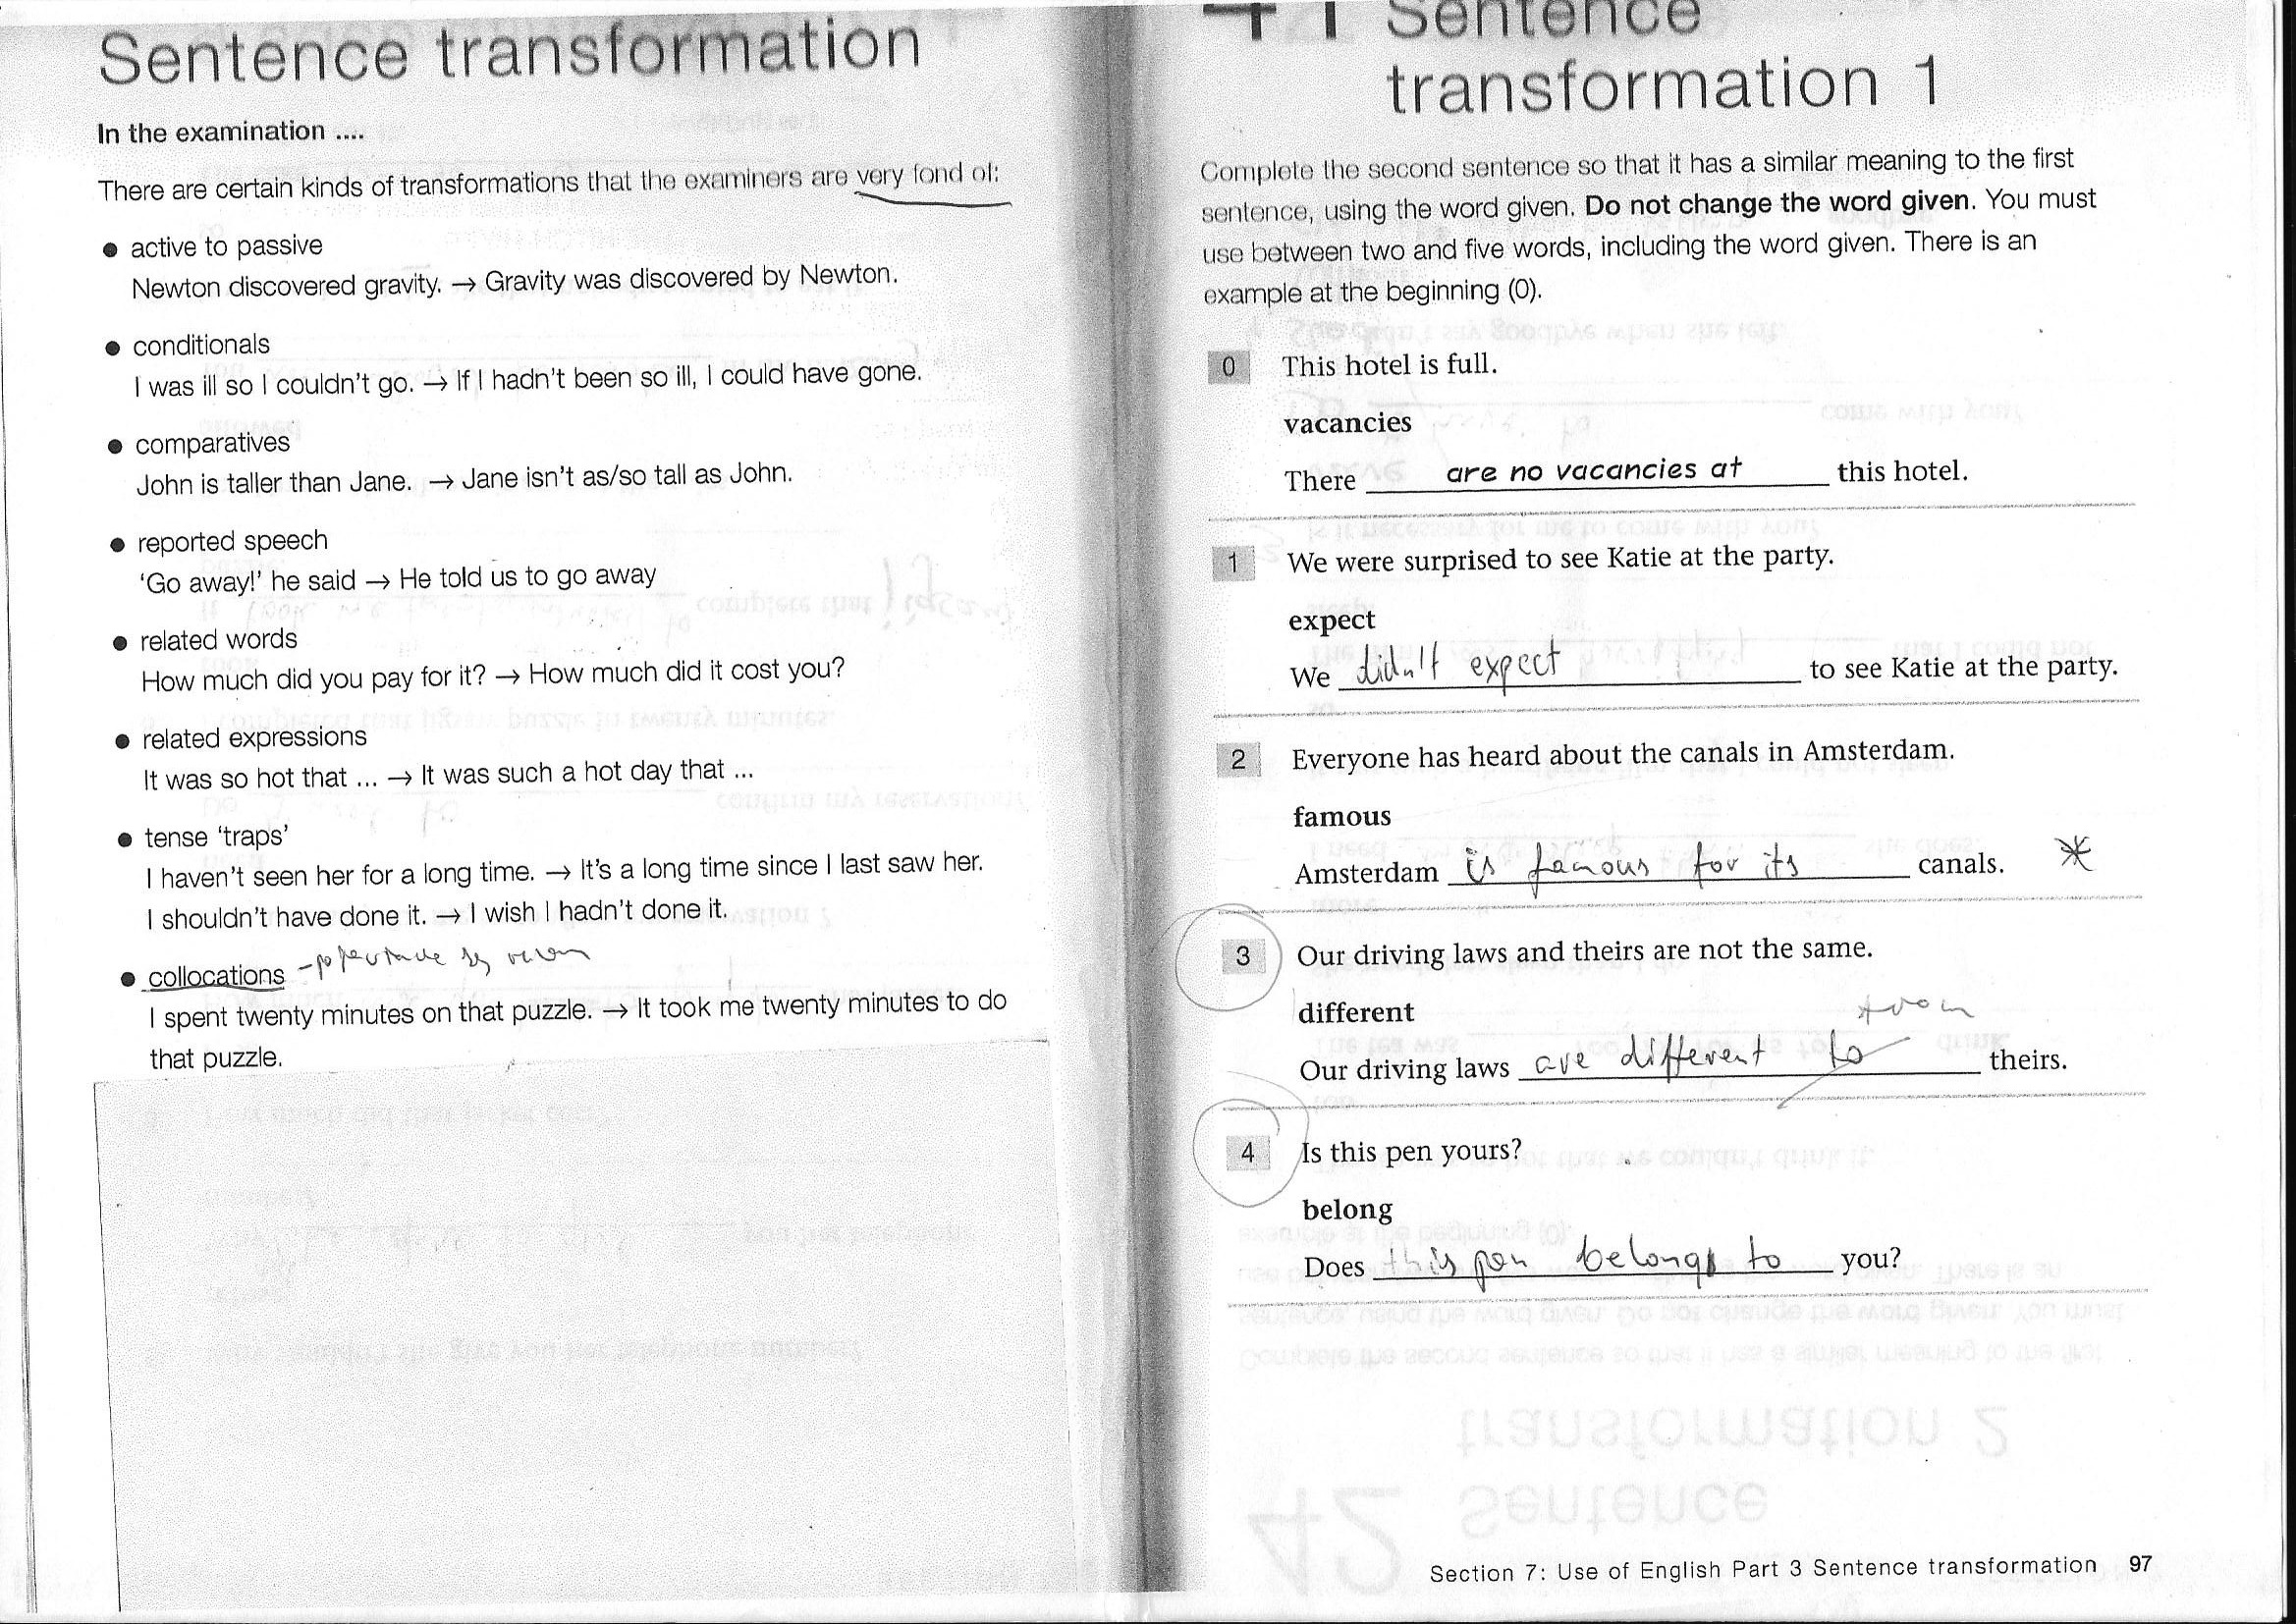 Sentence transformation
In the examination ....
There are certain kinds of transformations that the examiners are very fond of:
● active to passive
Newton discovered gravity. → Gravity was discovered by Newton.
● conditionals
I was ill so I couldn't go. → If I hadn't been so ill, I could have gone.
● comparatives
John is taller than Jane. → Jane isn't as/so tall as John.
● reported speech
'Go away!' he said → He told us to go away
● related words
How much did you pay for it? → How much did it cost you?
● related expressions
It was so hot that ... → It was such a hot day that ...
● tense 'traps'
I haven't seen her for a long time. → It's a long time since I last saw her.
I shouldn't have done it. → I wish I hadn't done it.
● collocations
I spent twenty minutes on that puzzle. → It took me twenty minutes to do
that puzzle.
41 Sentence
transformation 1
Complete the second sentence so that it has a similar meaning to the first
sentence, using the word given. Do not change the word given. You must
use between two and five words, including the word given. There is an
example at the beginning (0).
0 This hotel is full.
vacancies
There are no vacancies at this hotel.
1 We were surprised to see Katie at the party.
expect
We didn't expect to see Katie at the party.
2 Everyone has heard about the canals in Amsterdam.
famous
Amsterdam is famous for its canals. *
3 Our driving laws and theirs are not the same.
different
from
Our driving laws are different to theirs.
4 Is this pen yours?
belong
Does this pen belong to you?
Section 7: Use of English Part 3 Sentence transformation 97